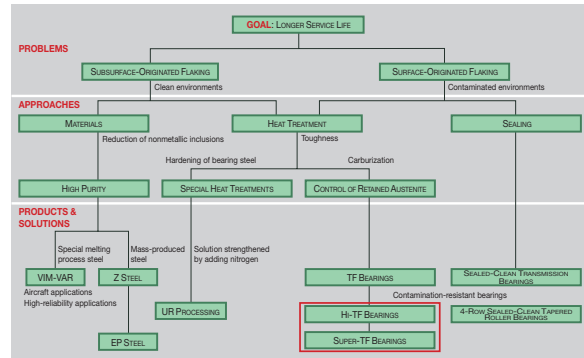 GOAL: LONGER SERVICE LIFE
PROBLEMS
SUBSURFACE-ORIGINATED FLAKING
SURFACE-ORIGINATED FLAKING
Clean environments
Contaminated environments
APPROACHES
MATERIALS
HEAT TREATMENT
SEALING
Reduction of nonmetallic inclusions
Toughness
Hardening of bearing steel
Carburization
HIGH PURITY
SPECIAL HEAT TREATMENTS
CONTROL OF RETAINED AUSTENITE
PRODUCTS &
SOLUTIONS
Special melting
process steel
Mass-produced
steel
Solution strengthened
by adding nitrogen
VIM-VAR
Z STEEL
TF BEARINGS
SEALED-CLEAN TRANSMISSION
BEARINGS
Aircraft applications
High-reliability applications
Contamination-resistant bearings
UR PROCESSING
HI-TF BEARINGS
4-ROW SEALED-CLEAN TAPERED
ROLLER BEARINGS
EP STEEL
SUPER-TF BEARINGS